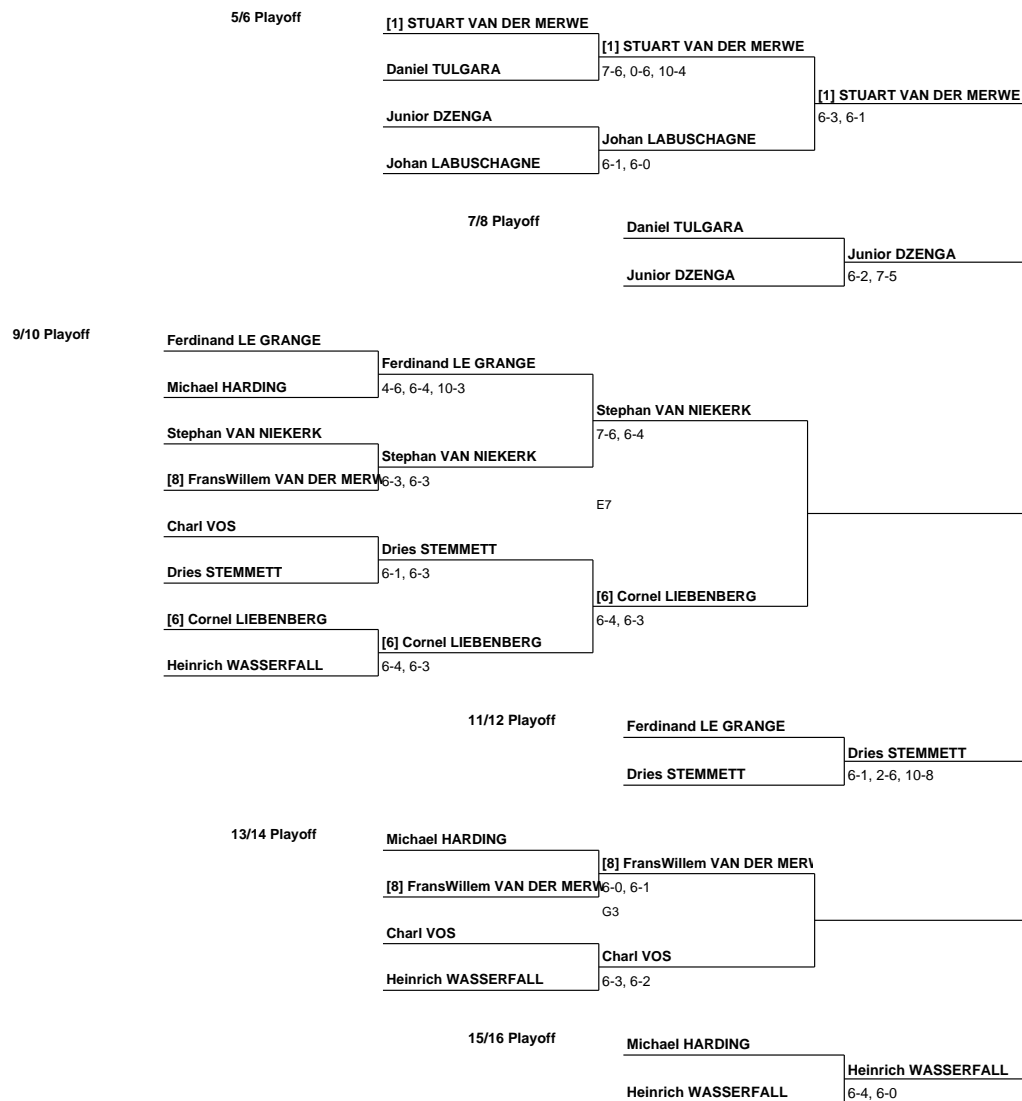 5/6 Playoff
[1] STUART VAN DER MERWE
[1] STUART VAN DER MERWE
Daniel TULGARA
7-6, 0-6, 10-4
[1] STUART VAN DER MERWE
Junior DZENGA
6-3, 6-1
Johan LABUSCHAGNE
Johan LABUSCHAGNE
6-1, 6-0
7/8 Playoff
Daniel TULGARA
Junior DZENGA
Junior DZENGA
6-2, 7-5
9/10 Playoff
Ferdinand LE GRANGE
Ferdinand LE GRANGE
Michael HARDING
4-6, 6-4, 10-3
Stephan VAN NIEKERK
Stephan VAN NIEKERK
7-6, 6-4
Stephan VAN NIEKERK
[8] FransWillem VAN DER MERW
6-3, 6-3
E7
Charl VOS
Dries STEMMETT
Dries STEMMETT
6-1, 6-3
[6] Cornel LIEBENBERG
[6] Cornel LIEBENBERG
6-4, 6-3
[6] Cornel LIEBENBERG
Heinrich WASSERFALL
6-4, 6-3
11/12 Playoff
Ferdinand LE GRANGE
Dries STEMMETT
Dries STEMMETT
6-1, 2-6, 10-8
13/14 Playoff
Michael HARDING
[8] FransWillem VAN DER MER
[8] FransWillem VAN DER MERW
6-0, 6-1
G3
Charl VOS
Charl VOS
Heinrich WASSERFALL
6-3, 6-2
15/16 Playoff
Michael HARDING
Heinrich WASSERFALL
Heinrich WASSERFALL
6-4, 6-0